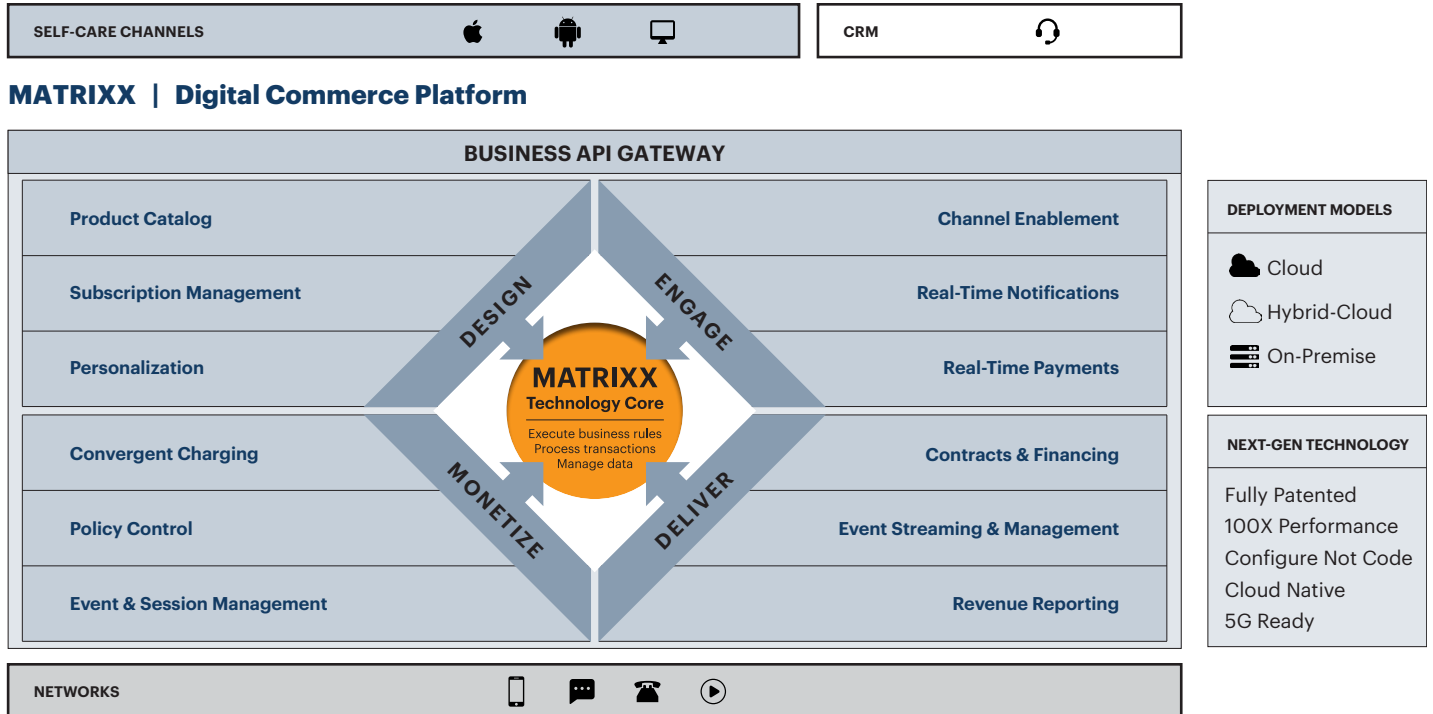 SELF-CARE CHANNELS
CRM
MATRIXX | Digital Commerce Platform
BUSINESS API GATEWAY
Product Catalog
Subscription Management
Personalization
Convergent Charging
Policy Control
Event & Session Management
DESIGN
ENGAGE
MATRIXX
Technology Core
Execute business rules
Process transactions
Manage data
MONETIZE
DELIVER
Channel Enablement
Real-Time Notifications
Real-Time Payments
Contracts & Financing
Event Streaming & Management
Revenue Reporting
DEPLOYMENT MODELS
Cloud
Hybrid-Cloud
On-Premise
NEXT-GEN TECHNOLOGY
Fully Patented
100X Performance
Configure Not Code
Cloud Native
5G Ready
NETWORKS